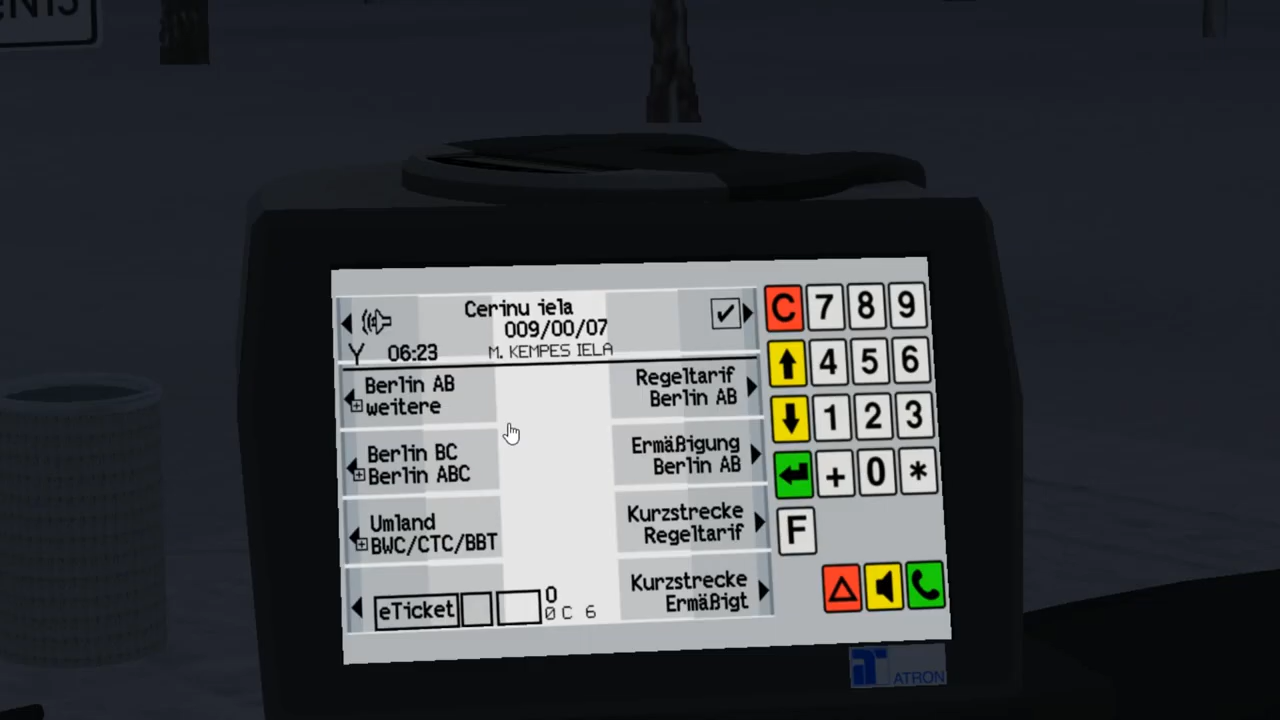 Cerinu iela
009/00/07
Y 06:23 M. KEMPES IELA
Berlin AB
weitere
Regeltarif
Berlin AB
Berlin BC
Berlin ABC
Ermäßigung
Berlin AB
Umland
BWC/CTC/BBT
Kurzstrecke
Regeltarif
Kurzstrecke
Ermäßigt
eTicket
0
0 C 6
C 7 8 9
4 5 6
1 2 3
+ 0 *
F
ATRON